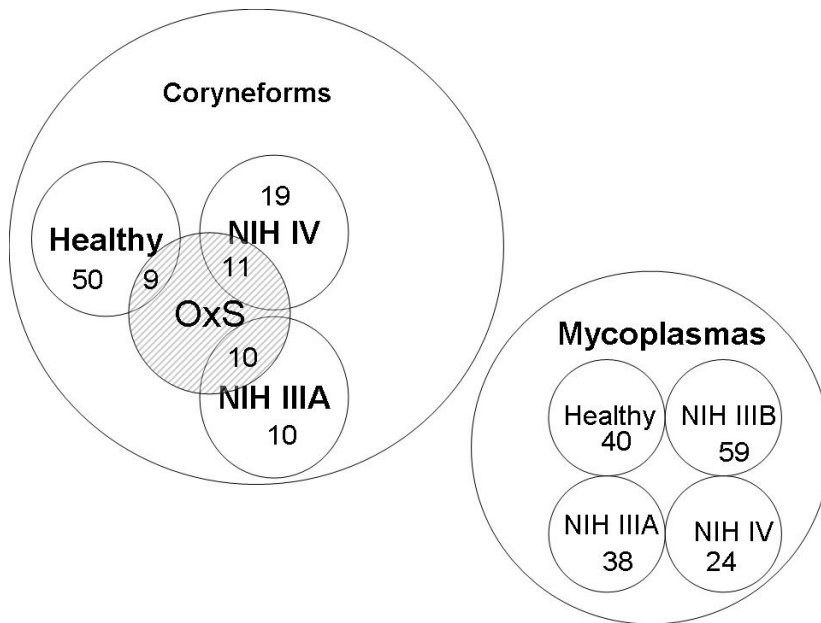 Coryneforms
19
Healthy
NIH IV
50
9
11
OxS
10
NIH IIIA
10
Mycoplasmas
Healthy
40
NIH IIIB
59
NIH IIIA
38
NIH IV
24